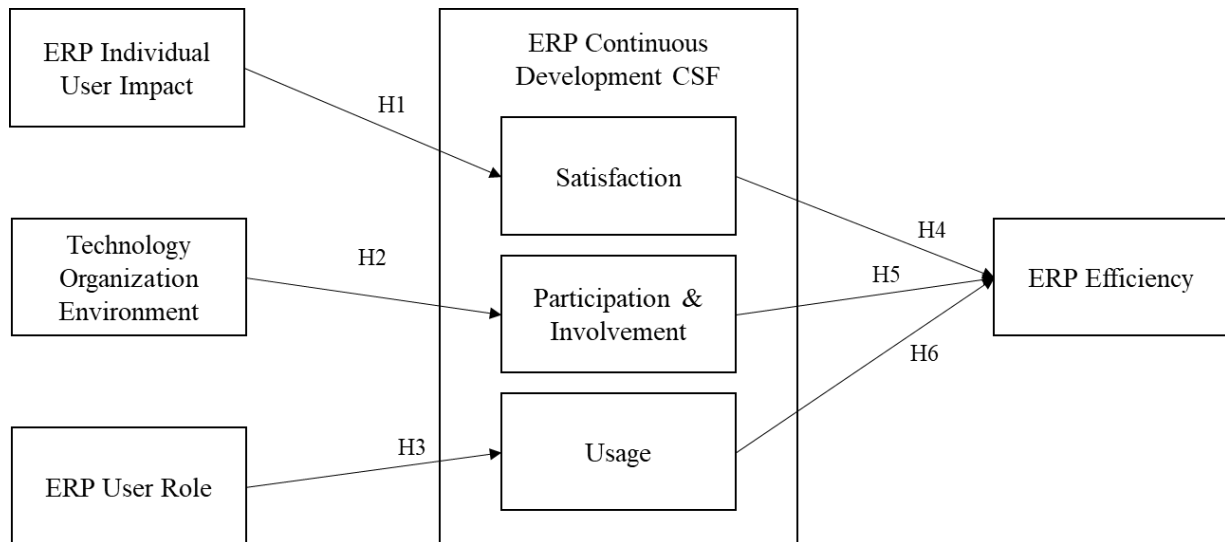 ERP Individual
User Impact
H1
ERP Continuous
Development CSF
Satisfaction
H4
Technology
Organization
Environment
H2
Participation &
Involvement
H5
ERP Efficiency
H6
ERP User Role
H3
Usage